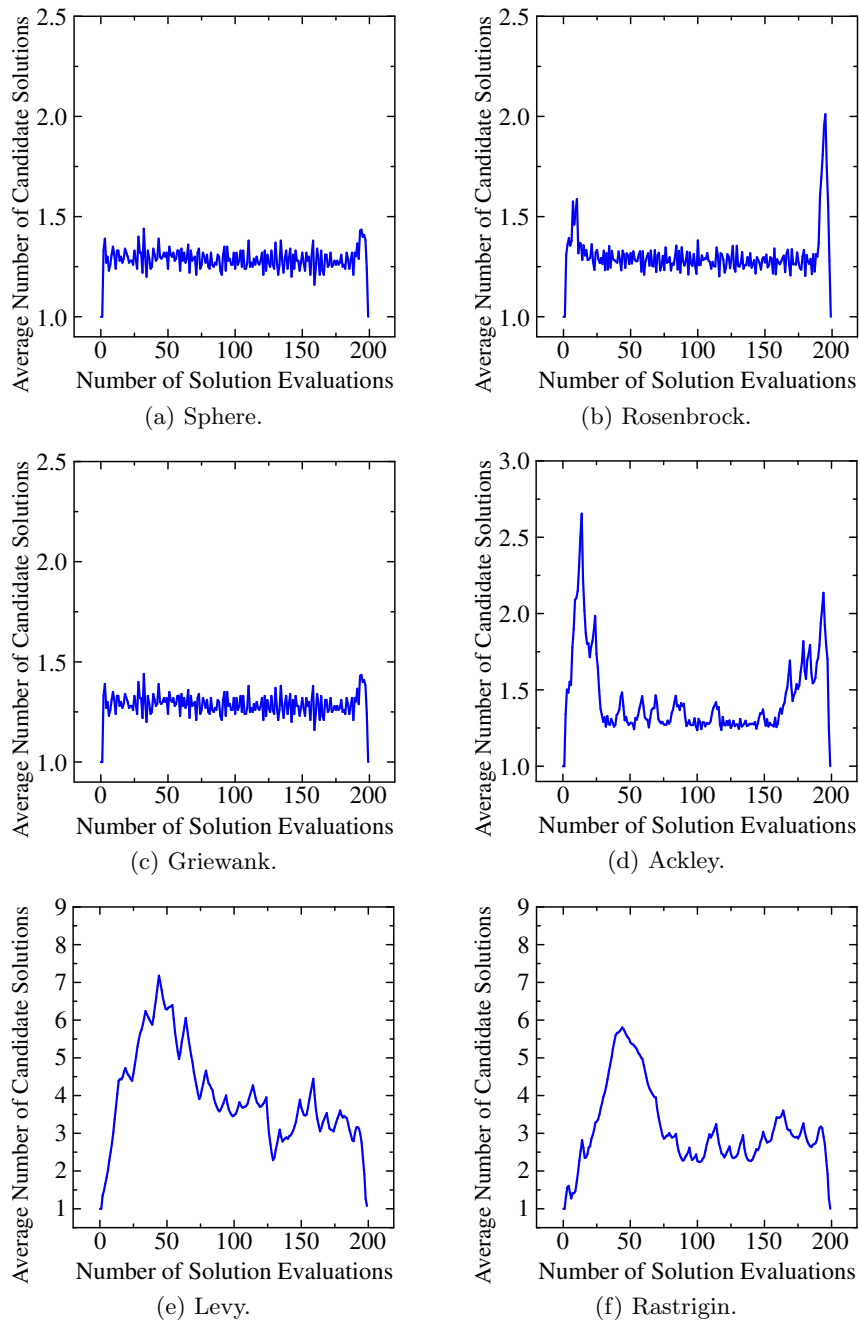 Average Number of Candidate Solutions
2.5
2.0
1.5
1.0
0 50 100 150 200
Number of Solution Evaluations
(a) Sphere.
Average Number of Candidate Solutions
2.5
2.0
1.5
1.0
0 50 100 150 200
Number of Solution Evaluations
(b) Rosenbrock.
Average Number of Candidate Solutions
2.5
2.0
1.5
1.0
0 50 100 150 200
Number of Solution Evaluations
(c) Griewank.
Average Number of Candidate Solutions
3.0
2.5
2.0
1.5
1.0
0 50 100 150 200
Number of Solution Evaluations
(d) Ackley.
Average Number of Candidate Solutions
9
8
7
6
5
4
3
2
1
0 50 100 150 200
Number of Solution Evaluations
(e) Levy.
Average Number of Candidate Solutions
9
8
7
6
5
4
3
2
1
0 50 100 150 200
Number of Solution Evaluations
(f) Rastrigin.